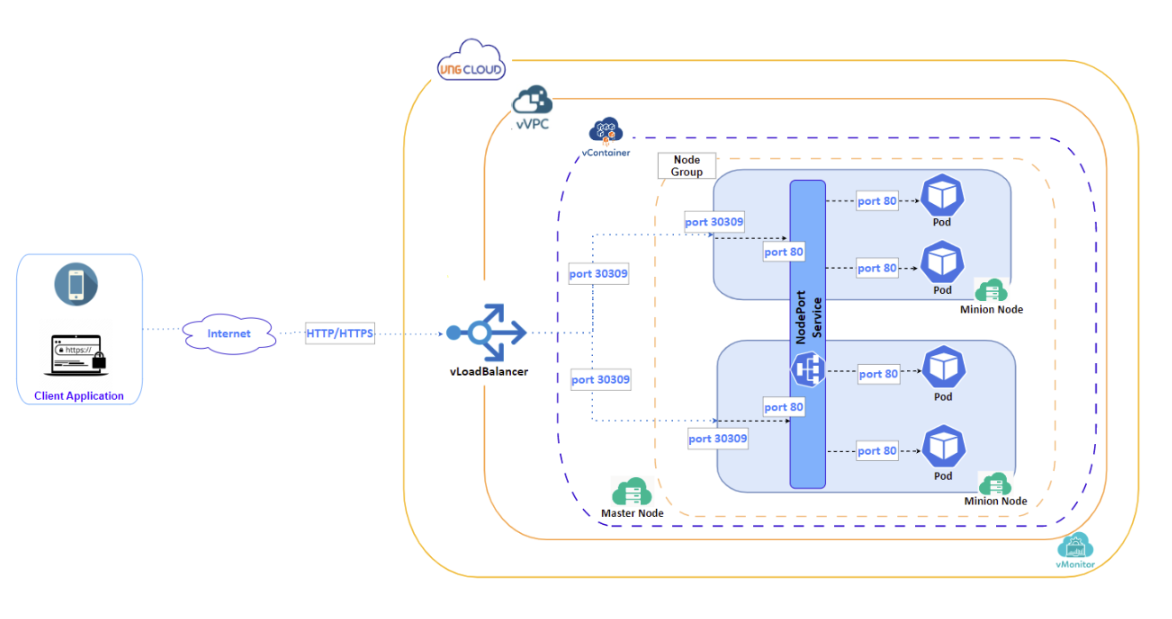 VNG CLOUD
vVPC
vContainer
Node
Group
port 30309
port 80
port 80
Pod
port 80
Pod
Minion Node
port 30309
https://
Client Application
Internet
HTTP/HTTPS
vLoadBalancer
NodePort
Service
port 30309
port 80
port 30309
port 80
Pod
port 80
Pod
Minion Node
Master Node
vMonitor